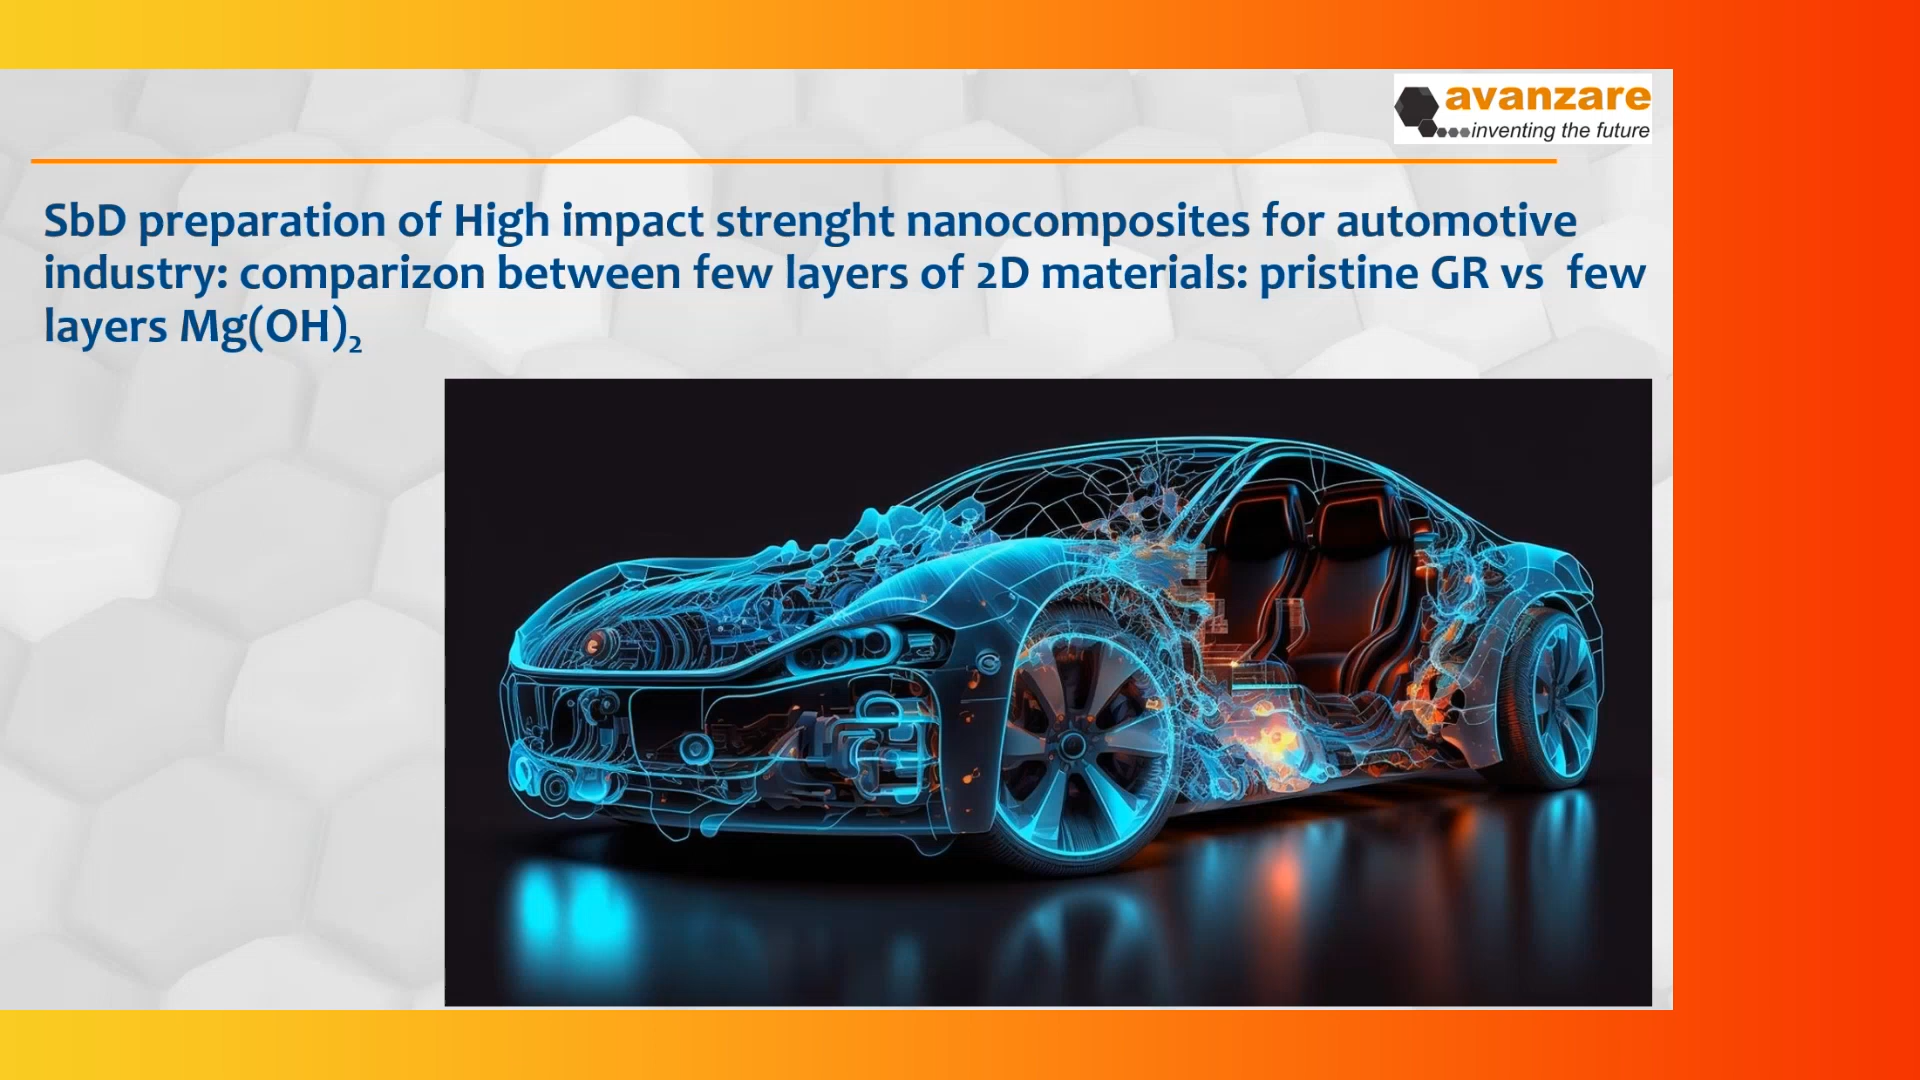 avanzare
...inventing the future
SbD preparation of High impact strenght nanocomposites for automotive
industry: comparizon between few layers of 2D materials: pristine GR vs few
layers Mg(OH)₂